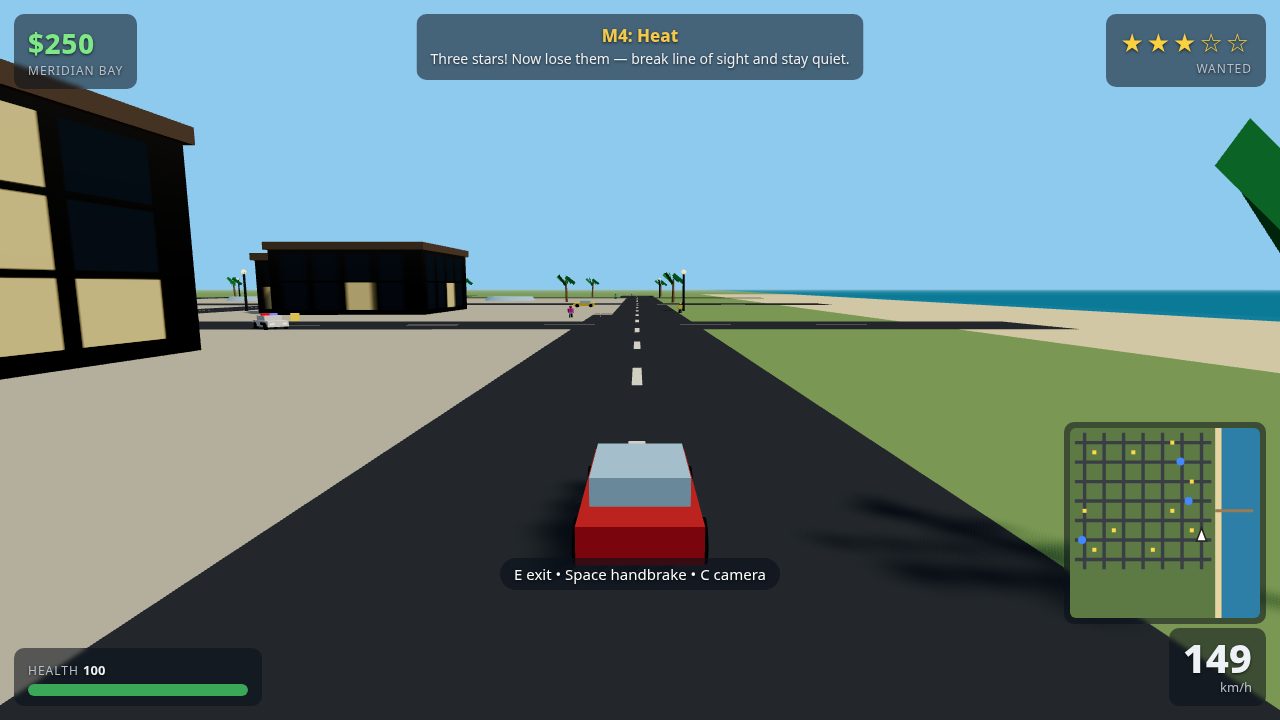 $250
MERIDIAN BAY
M4: Heat
Three stars! Now lose them — break line of sight and stay quiet.
★★★☆☆
WANTED
E exit • Space handbrake • C camera
HEALTH 100
149
km/h